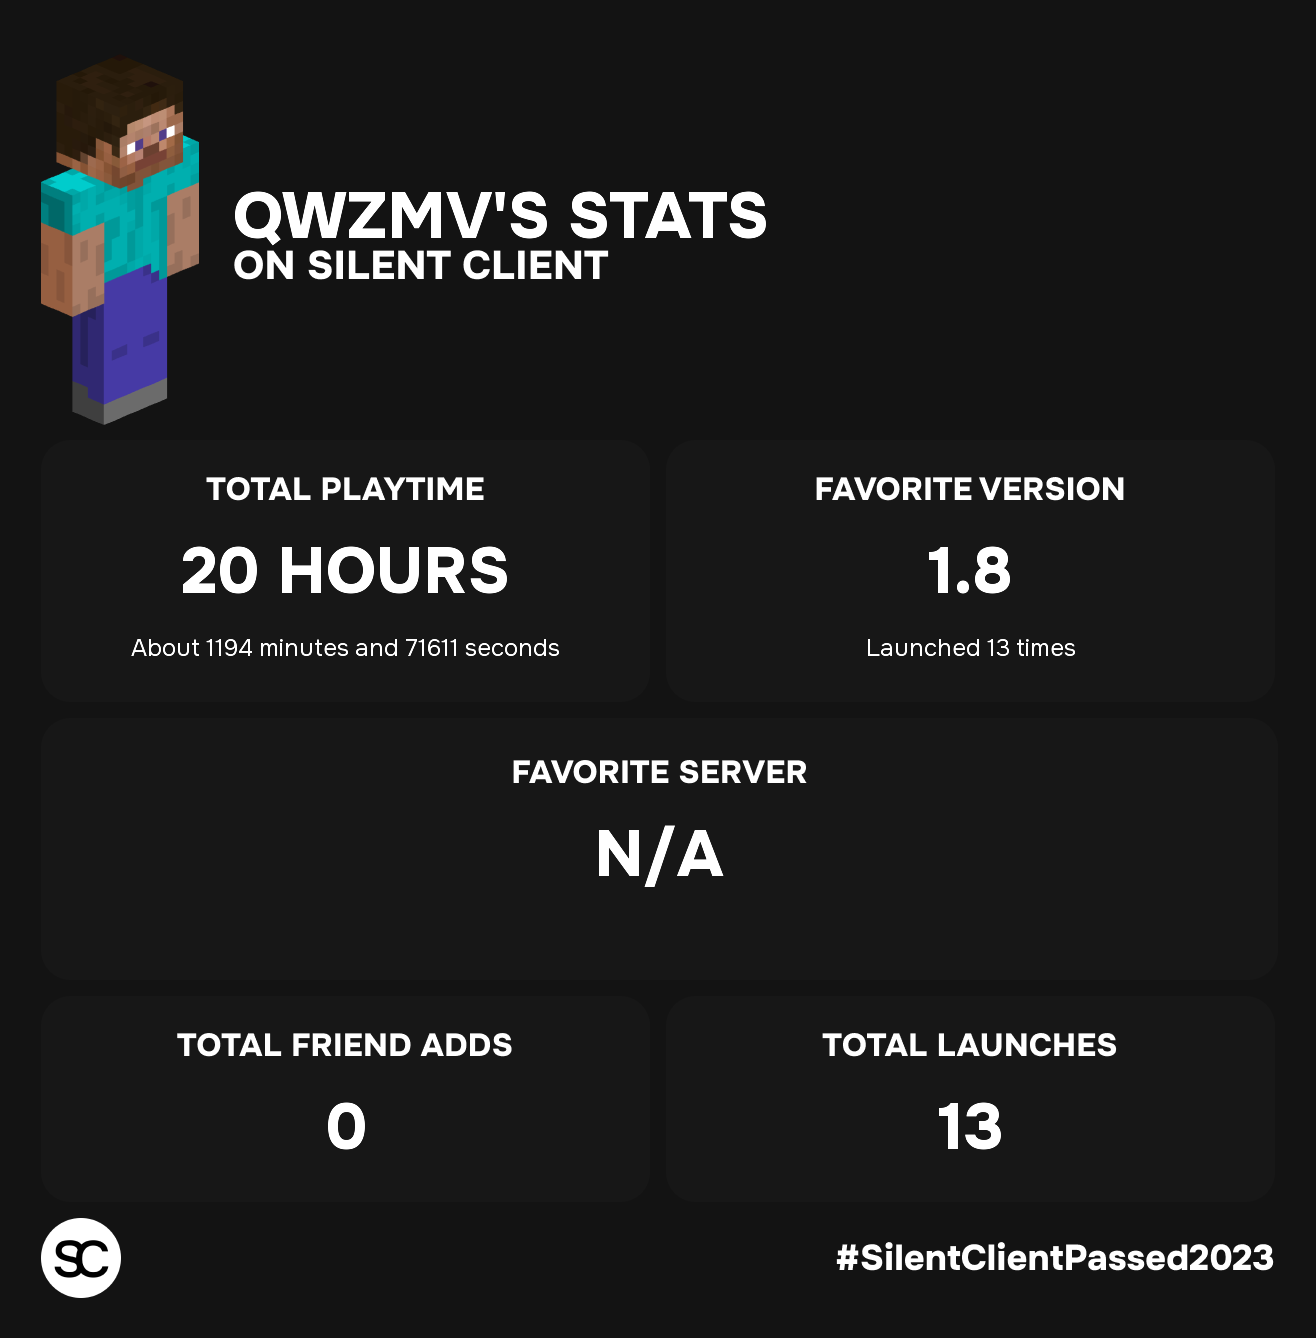 QWZMV'S STATS
ON SILENT CLIENT
TOTAL PLAYTIME
20 HOURS
About 1194 minutes and 71611 seconds
FAVORITE VERSION
1.8
Launched 13 times
FAVORITE SERVER
N/A
TOTAL FRIEND ADDS
0
TOTAL LAUNCHES
13
SC
#SilentClientPassed2023